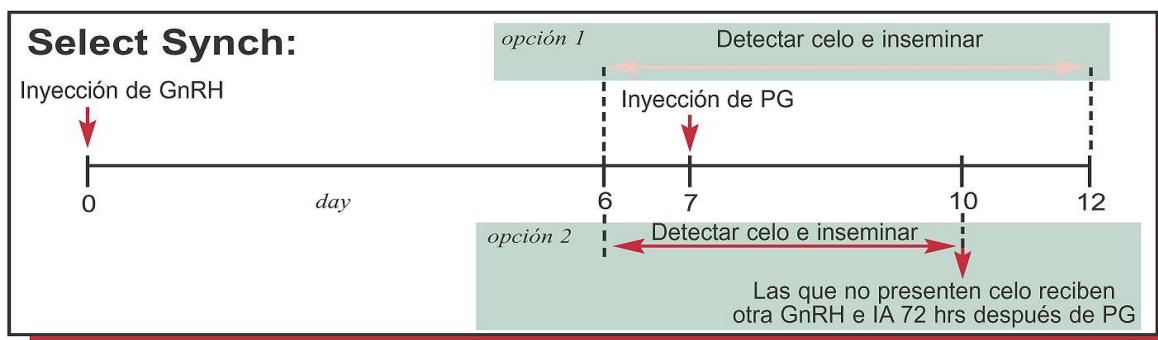 Select Synch:
opción 1
Detectar celo e inseminar
Inyección de GnRH
Inyección de PG
0
day
6
7
10
12
opción 2
Detectar celo e inseminar
Las que no presenten celo reciben
otra GnRH e IA 72 hrs después de PG